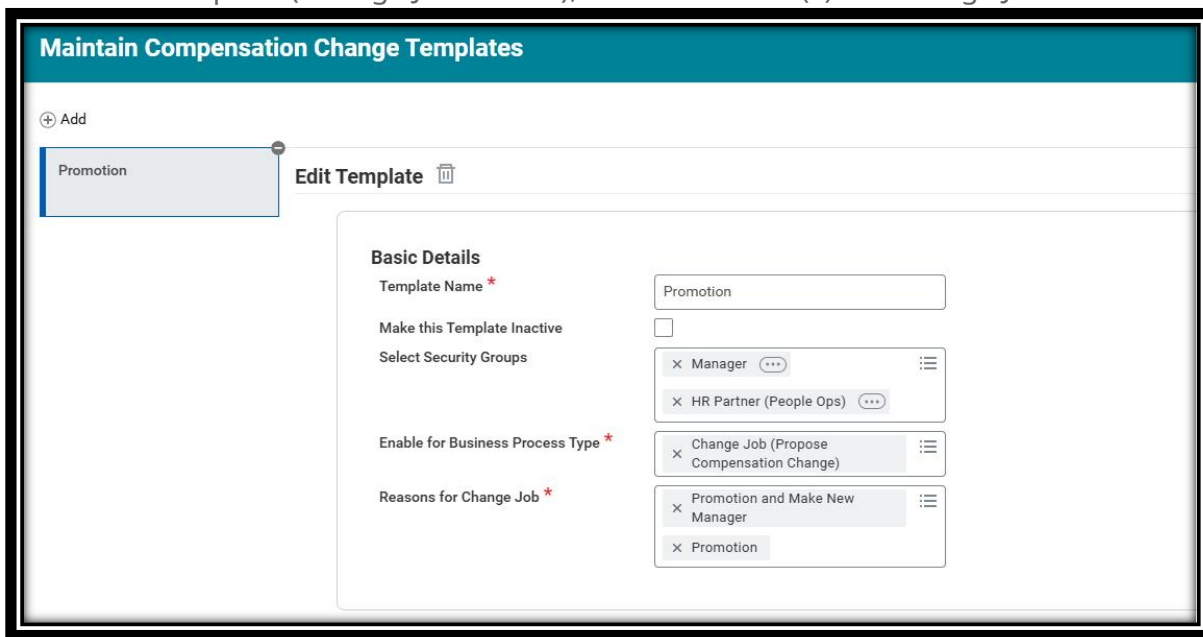 Maintain Compensation Change Templates
Add
Promotion
Edit Template
Basic Details
Template Name *
Promotion
Make this Template Inactive
Select Security Groups
× Manager
× HR Partner (People Ops)
Enable for Business Process Type *
× Change Job (Propose
Compensation Change)
Reasons for Change Job *
× Promotion and Make New
Manager
× Promotion